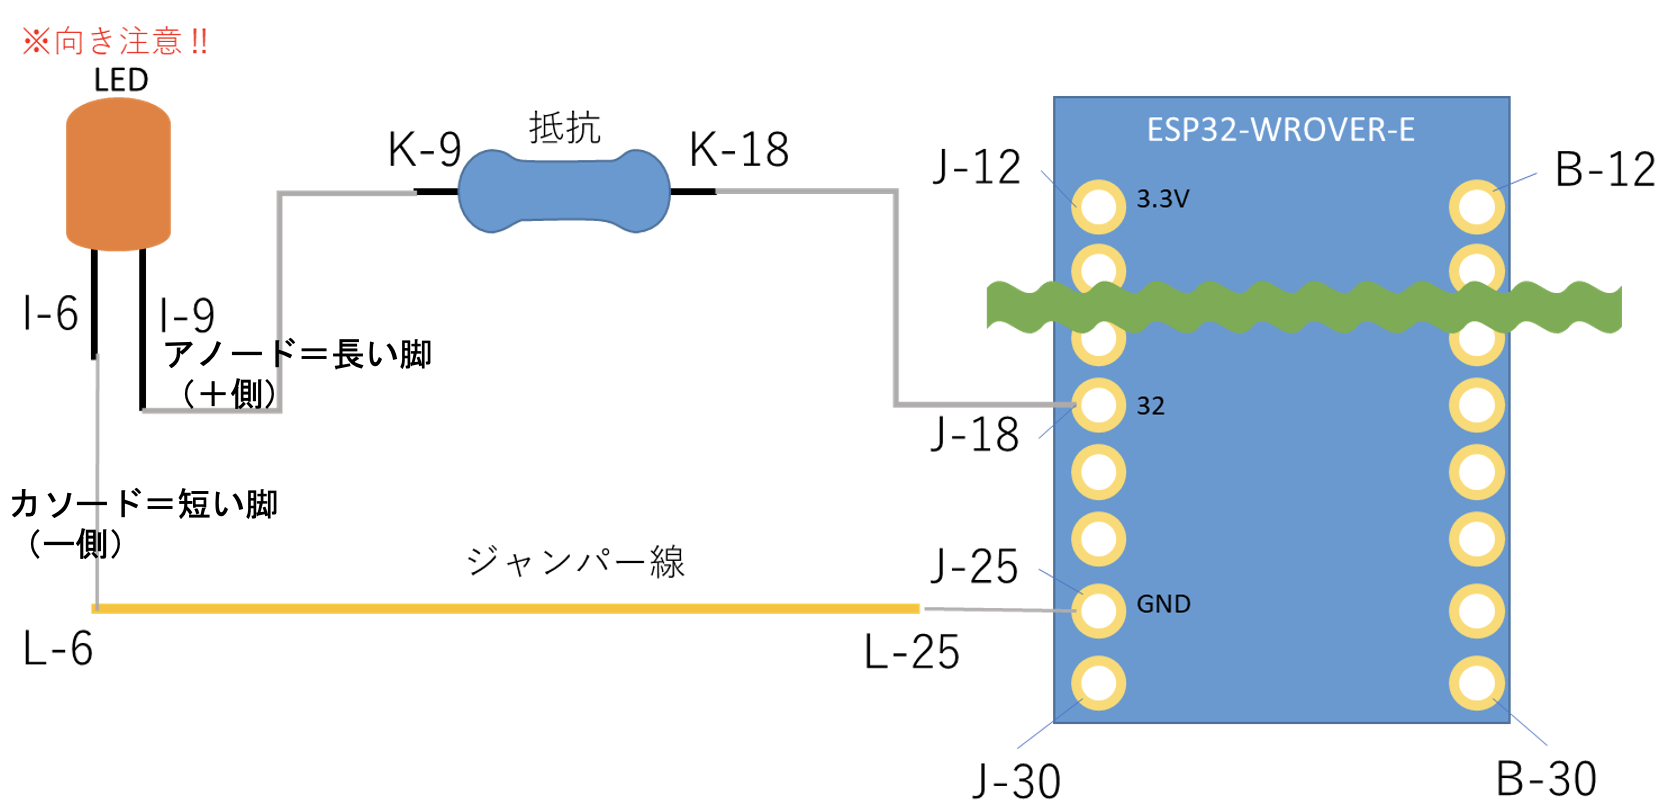 ※向き注意!!
LED
抵抗
K-9
K-18
ESP32-WROVER-E
J-12
3.3V
B-12
I-6
I-9
アノード＝長い脚
（＋側）
J-18
32
カソード＝短い脚
（ー側）
ジャンパー線
J-25
GND
L-6
L-25
J-30
B-30